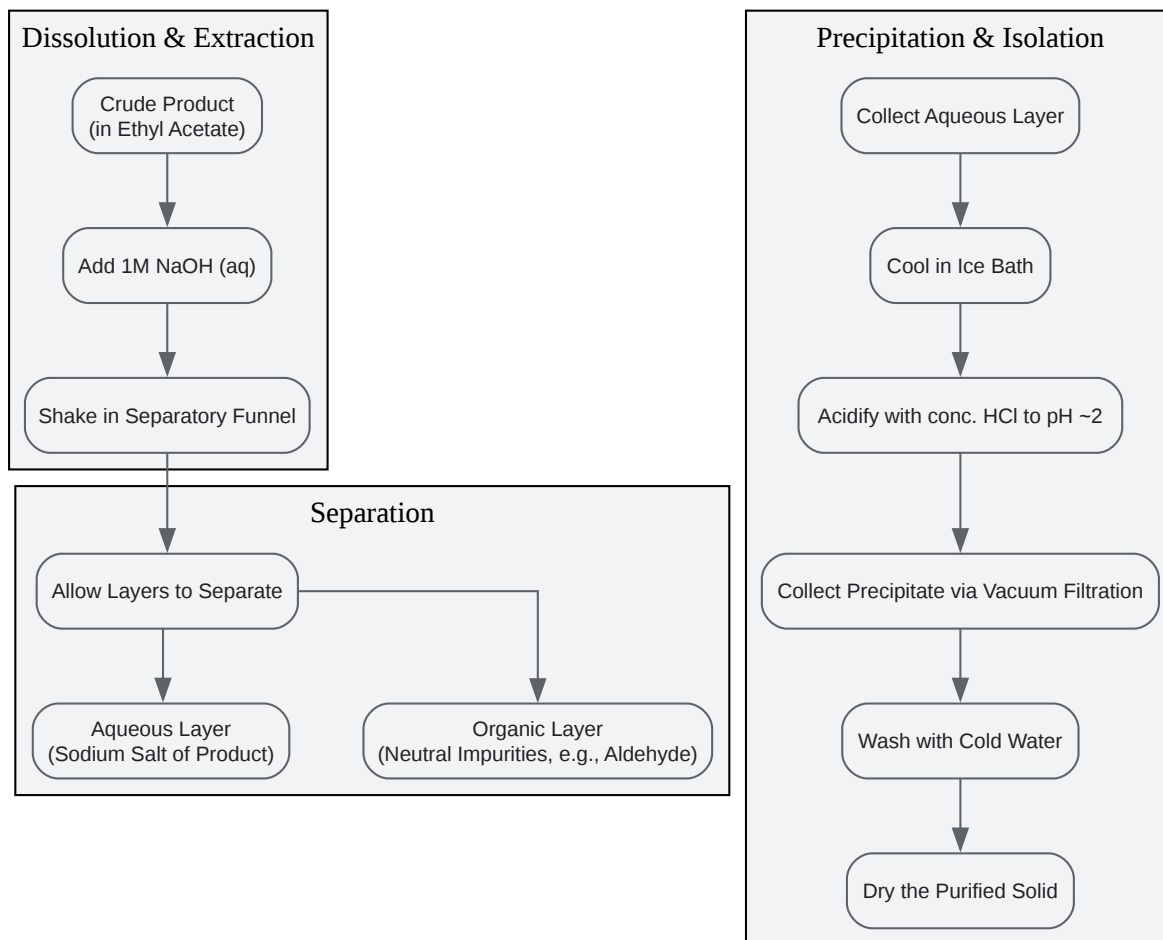 Dissolution & Extraction
Crude Product
(in Ethyl Acetate)
Add 1M NaOH (aq)
Shake in Separatory Funnel
Separation
Allow Layers to Separate
Aqueous Layer
(Sodium Salt of Product)
Organic Layer
(Neutral Impurities, e.g., Aldehyde)
Precipitation & Isolation
Collect Aqueous Layer
Cool in Ice Bath
Acidify with conc. HCl to pH ~2
Collect Precipitate via Vacuum Filtration
Wash with Cold Water
Dry the Purified Solid